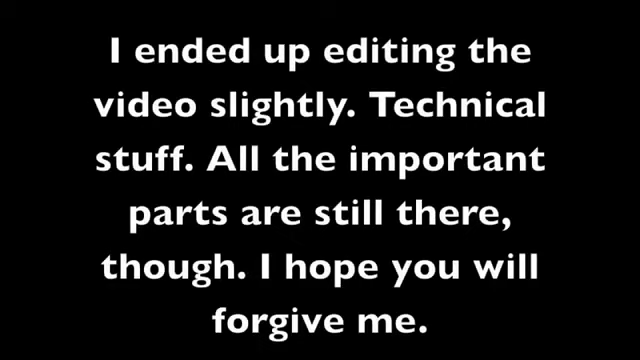 I ended up editing the
video slightly. Technical
stuff. All the important
parts are still there,
though. I hope you will
forgive me.